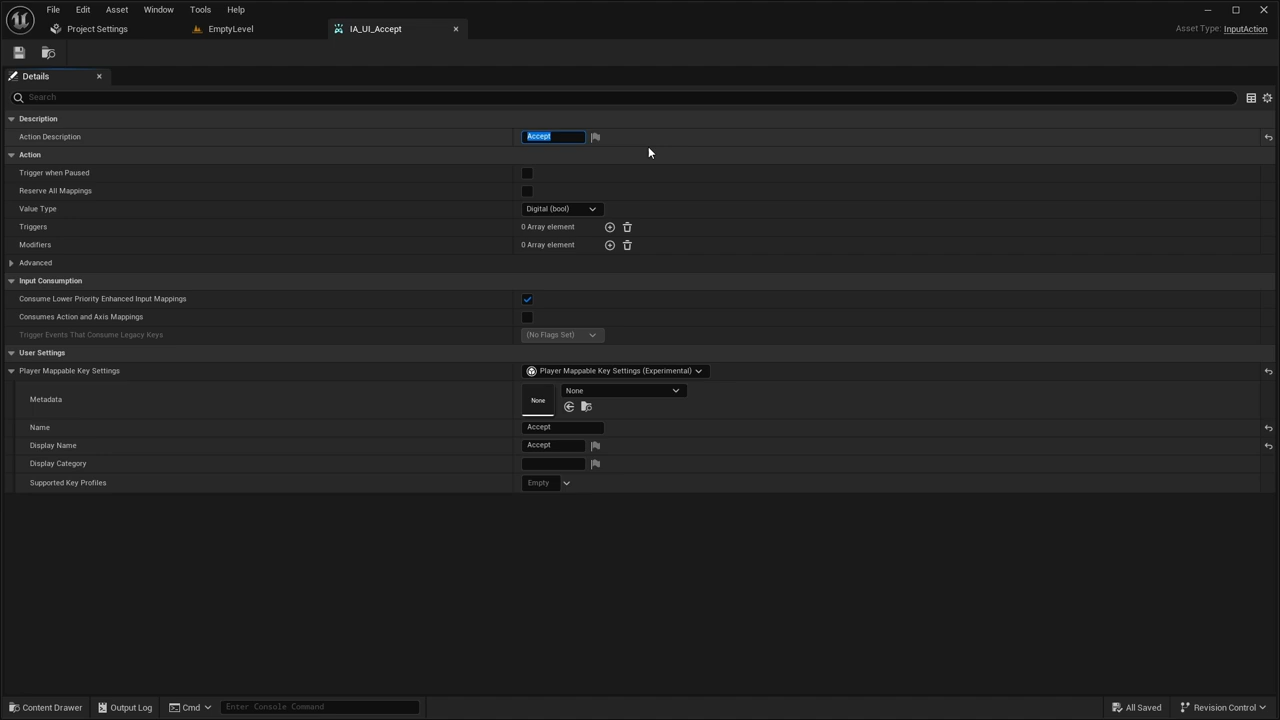 File Edit Asset Window Tools Help
Project Settings EmptyLevel IA_UI_Accept Asset Type: InputAction
Details
Search
Description
Action Description Accept
Action
Trigger when Paused
Reserve All Mappings
Value Type Digital (bool)
Triggers 0 Array element
Modifiers 0 Array element
Advanced
Input Consumption
Consume Lower Priority Enhanced Input Mappings
Consumes Action and Axis Mappings
Trigger Events That Consume Legacy Keys (No Flags Set)
User Settings
Player Mappable Key Settings Player Mappable Key Settings (Experimental)
Metadata None None
Name Accept
Display Name Accept
Display Category
Supported Key Profiles Empty
Content Drawer Output Log Cmd Enter Console Command All Saved Revision Control